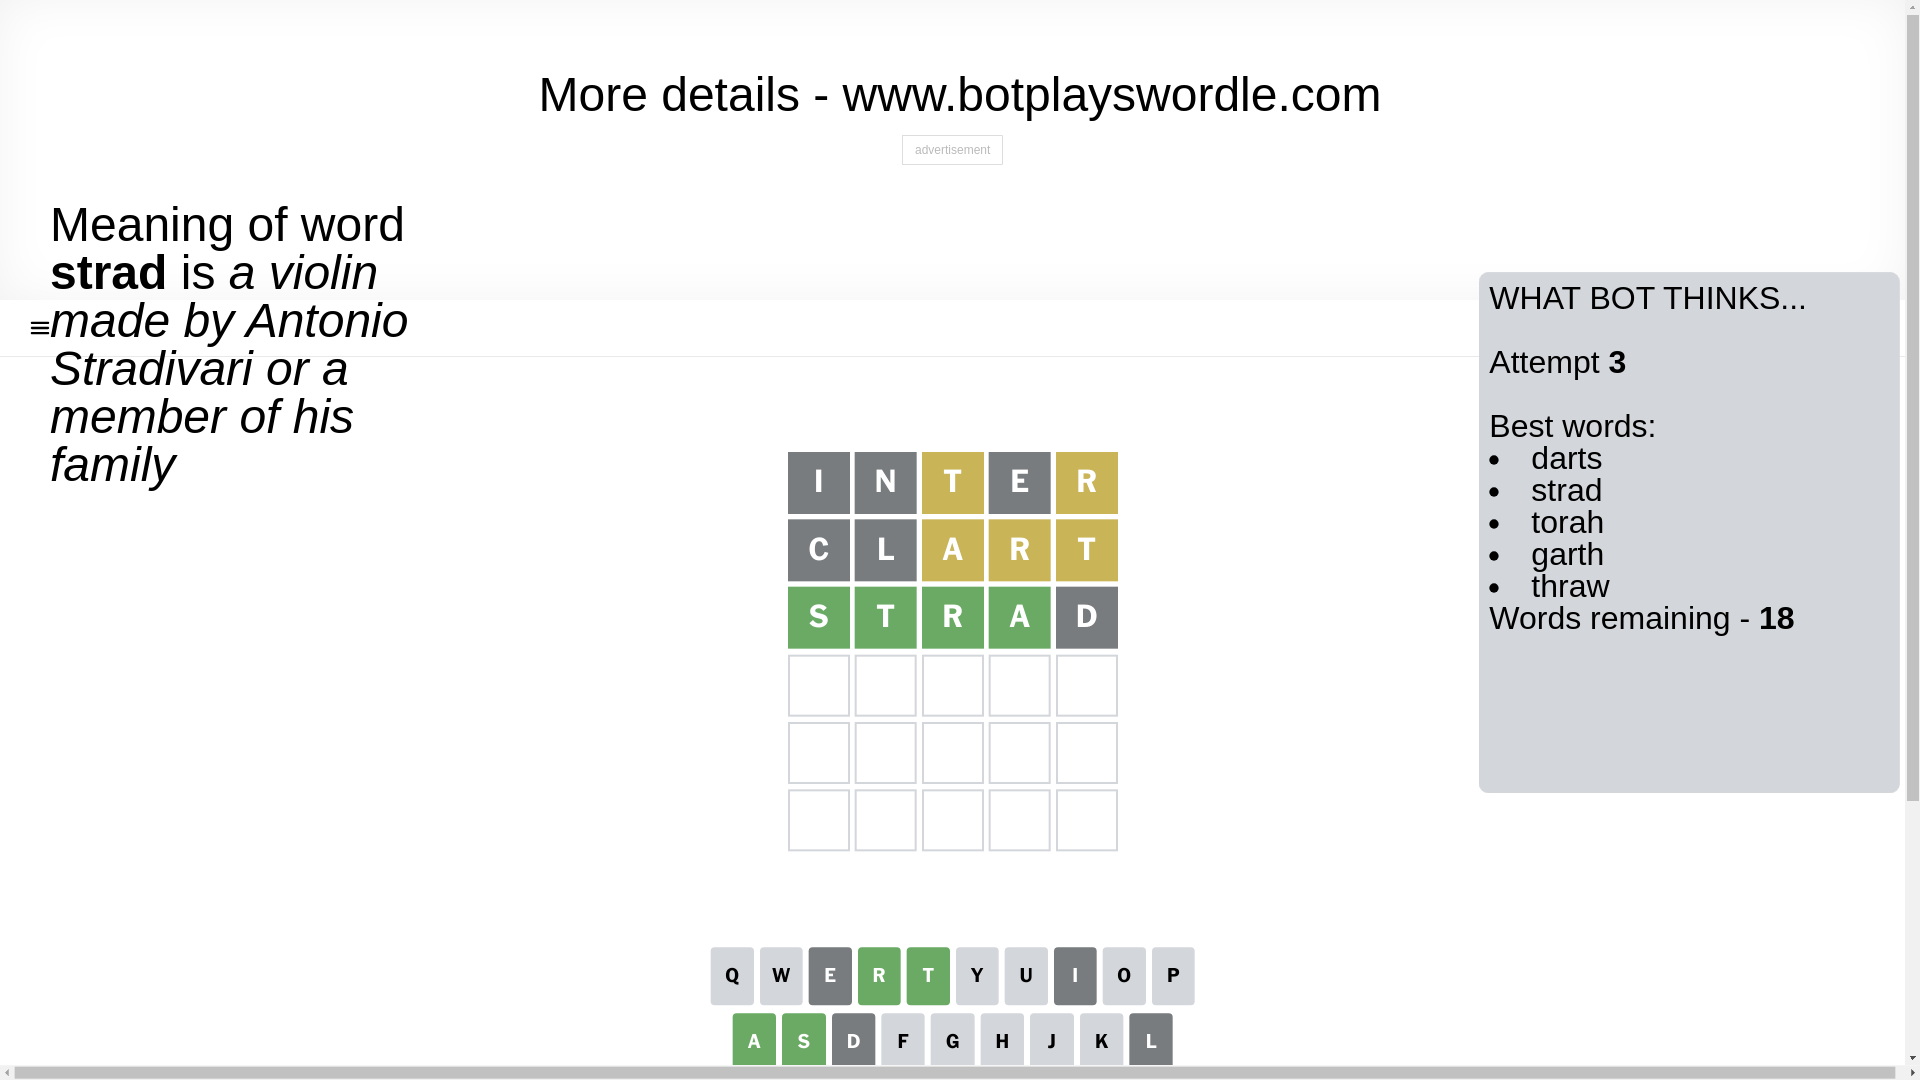 More details - www.botplayswordle.com
advertisement
Meaning of word
strad is a violin
made by Antonio
Stradivari or a
member of his
family
WHAT BOT THINKS...
Attempt 3
Best words:
• darts
• strad
• torah
• garth
• thraw
Words remaining - 18
I N T E R
C L A R T
S T R A D
Q W E R T Y U I O P
A S D F G H J K L